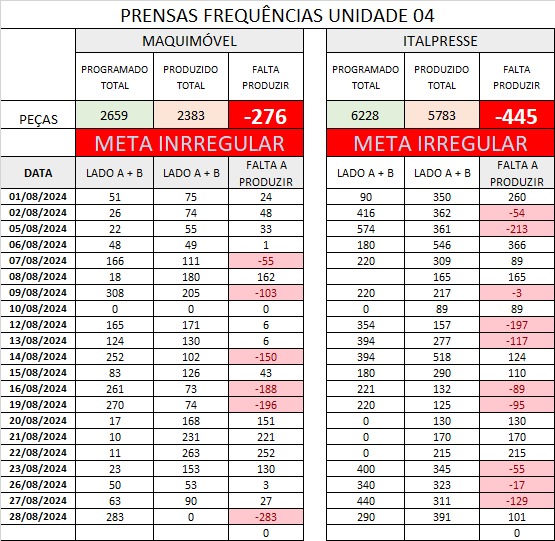 PRENSAS FREQUÊNCIAS UNIDADE 04
MAQUIMÓVEL ITALPRESSE
PROGRAMADO TOTAL PRODUZIDO TOTAL FALTA PRODUZIR PROGRAMADO TOTAL PRODUZIDO TOTAL FALTA PRODUZIR
PEÇAS 2659 2383 -276 6228 5783 -445
META INRREGULAR META IRREGULAR
DATA LADO A + B LADO A + B FALTA A PRODUZIR LADO A + B LADO A + B FALTA A PRODUZIR
01/08/2024 51 75 24 90 350 260
02/08/2024 26 74 48 416 362 -54
05/08/2024 22 55 33 574 361 -213
06/08/2024 48 49 1 180 546 366
07/08/2024 166 111 -55 220 309 89
08/08/2024 18 180 162 165 165
09/08/2024 308 205 -103 220 217 -3
10/08/2024 0 0 0 0 89 89
12/08/2024 165 171 6 354 157 -197
13/08/2024 124 130 6 394 277 -117
14/08/2024 252 102 -150 394 518 124
15/08/2024 83 126 43 180 290 110
16/08/2024 261 73 -188 221 132 -89
19/08/2024 270 74 -196 220 125 -95
20/08/2024 17 168 151 0 130 130
21/08/2024 10 231 221 0 170 170
22/08/2024 11 263 252 0 215 215
23/08/2024 23 153 130 400 345 -55
26/08/2024 50 53 3 340 323 -17
27/08/2024 63 90 27 440 311 -129
28/08/2024 283 0 -283 290 391 101
0 0